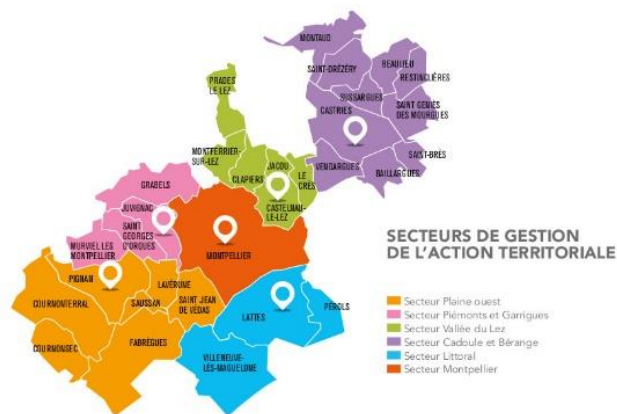 MONTAUD
SAINT-DRÉZÉRY
BEAULIEU
RESTINCLIÈRES
PRADES
LE LEZ
SUSSARGUES
SAINT GENIÈS
DES MOURGUES
CASTRIES
MONTFERRIER-
SUR-LEZ
JACOU
LE
CRÈS
CLAPIERS
VENDARGUES
SAINT-BRÈS
BAILLARGUES
GRABELS
CASTELNAU-
LE-LEZ
JUVIGNAC
SAINT
GEORGES
D'ORQUES
MURVIEL LES
MONTPELLIER
MONTPELLIER
SECTEURS DE GESTION
DE L'ACTION TERRITORIALE
PIGNAN
LAVÉRUNE
COURNONTERRAL
SAUSSAN
SAINT JEAN
DE VÉDAS
LATTES
PÉROLS
COURNONSEC
FABRÈGUES
VILLENEUVE-
LÈS-MAGUELONE
Secteur Plaine ouest
Secteur Piémonts et Garrigues
Secteur Vallée du Lez
Secteur Cadoule et Bérange
Secteur Littoral
Secteur Montpellier